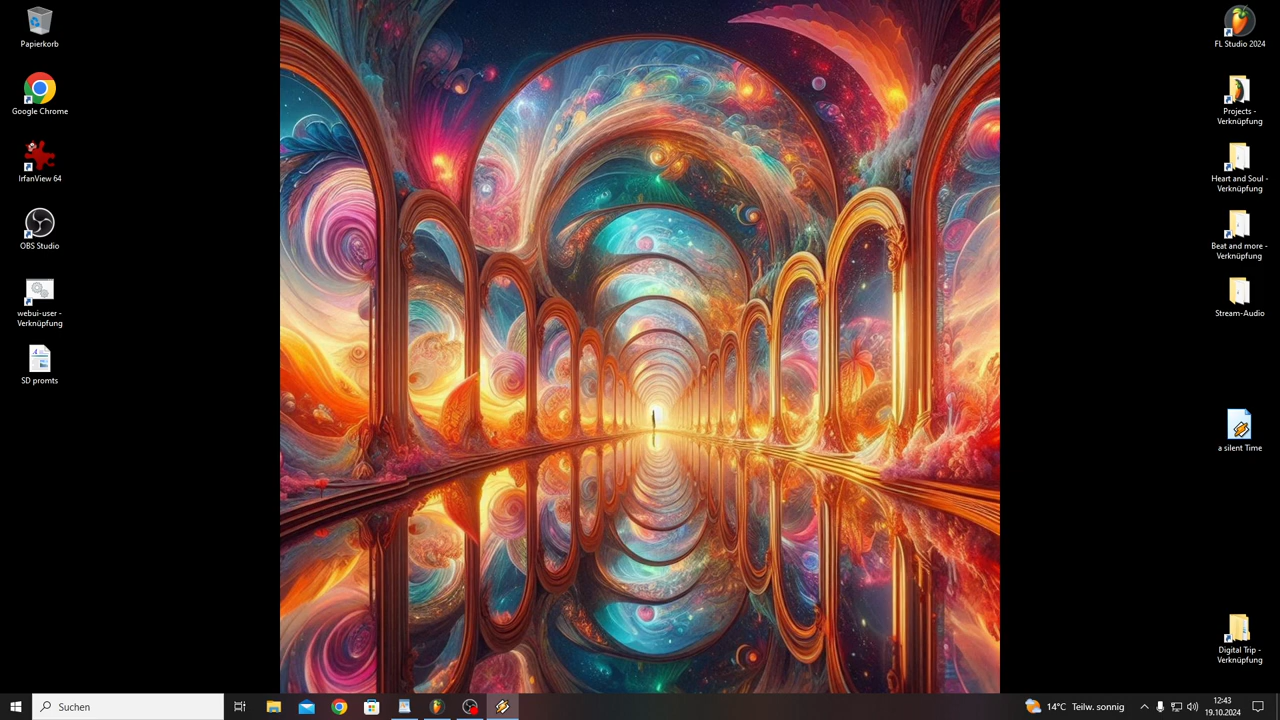 Papierkorb
Google Chrome
IrfanView 64
OBS Studio
webui-user -
Verknüpfung
SD promts
FL Studio 2024
Projects -
Verknüpfung
Heart and Soul -
Verknüpfung
Beat and more -
Verknüpfung
Stream-Audio
a silent Time
Digital Trip -
Verknüpfung
Suchen
14°C Teilw. sonnig
12:43
19.10.2024